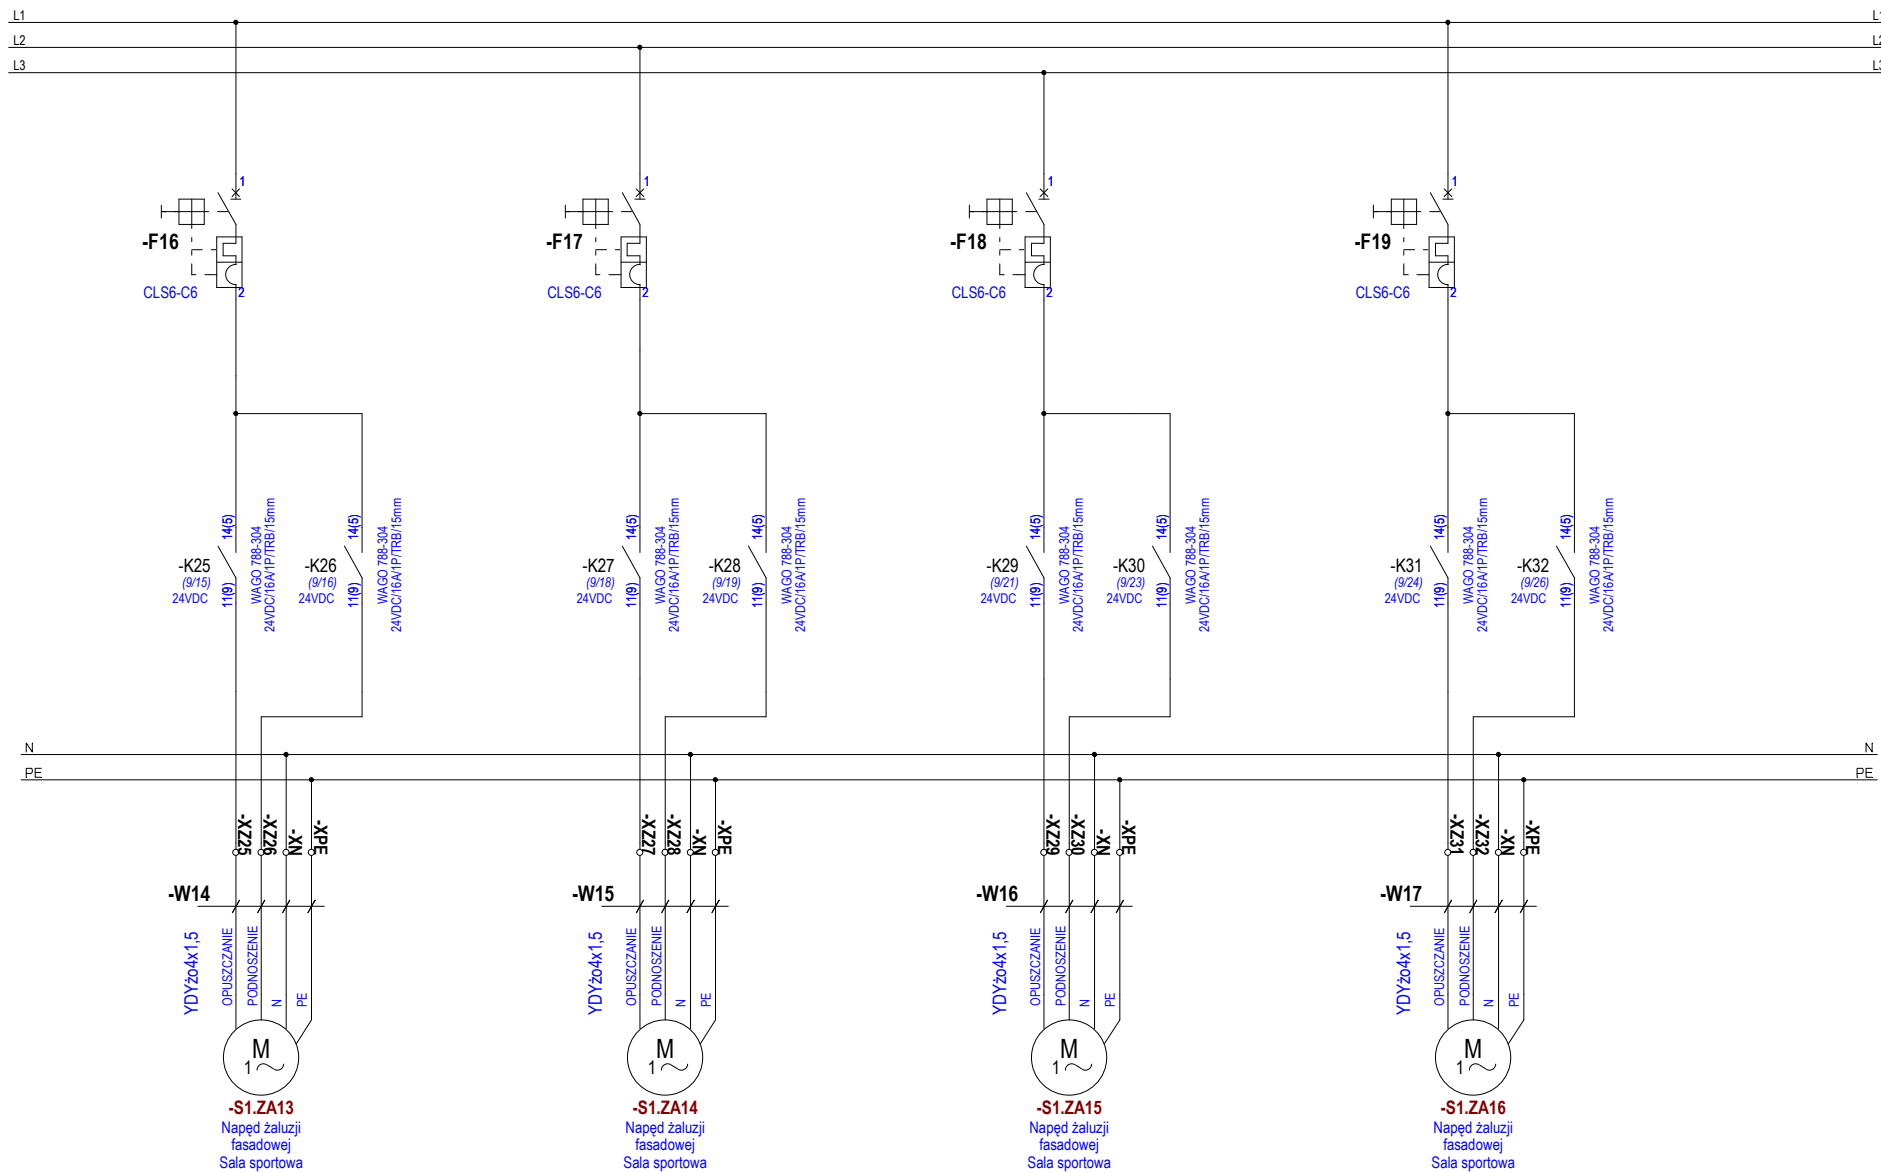 L1 L1
L2 L2
L3 L3
1 1 1 1
-F16 -F17 -F18 -F19
CLS6-C6 2 CLS6-C6 2 CLS6-C6 2 CLS6-C6 2
-K25
(9/15)
24VDC
14(5)
11(9)
WAGO 788-304
24VDC/16A/1P/TRB/15mm
-K26
(9/16)
24VDC
14(5)
11(9)
WAGO 788-304
24VDC/16A/1P/TRB/15mm
-K27
(9/18)
24VDC
14(5)
11(9)
WAGO 788-304
24VDC/16A/1P/TRB/15mm
-K28
(9/19)
24VDC
14(5)
11(9)
WAGO 788-304
24VDC/16A/1P/TRB/15mm
-K29
(9/21)
24VDC
14(5)
11(9)
WAGO 788-304
24VDC/16A/1P/TRB/15mm
-K30
(9/23)
24VDC
14(5)
11(9)
WAGO 788-304
24VDC/16A/1P/TRB/15mm
-K31
(9/24)
24VDC
14(5)
11(9)
WAGO 788-304
24VDC/16A/1P/TRB/15mm
-K32
(9/26)
24VDC
14(5)
11(9)
WAGO 788-304
24VDC/16A/1P/TRB/15mm
N N
PE PE
-XZ25
-XZ26
-XN
-XPE
-W14
YDYżo4x1,5
OPUSZCZANIE
PODNOSZENIE
N
PE
M
1
-S1.ZA13
Napęd żaluzji
fasadowej
Sala sportowa
-XZ27
-XZ28
-XN
-XPE
-W15
YDYżo4x1,5
OPUSZCZANIE
PODNOSZENIE
N
PE
M
1
-S1.ZA14
Napęd żaluzji
fasadowej
Sala sportowa
-XZ29
-XZ30
-XN
-XPE
-W16
YDYżo4x1,5
OPUSZCZANIE
PODNOSZENIE
N
PE
M
1
-S1.ZA15
Napęd żaluzji
fasadowej
Sala sportowa
-XZ31
-XZ32
-XN
-XPE
-W17
YDYżo4x1,5
OPUSZCZANIE
PODNOSZENIE
N
PE
M
1
-S1.ZA16
Napęd żaluzji
fasadowej
Sala sportowa